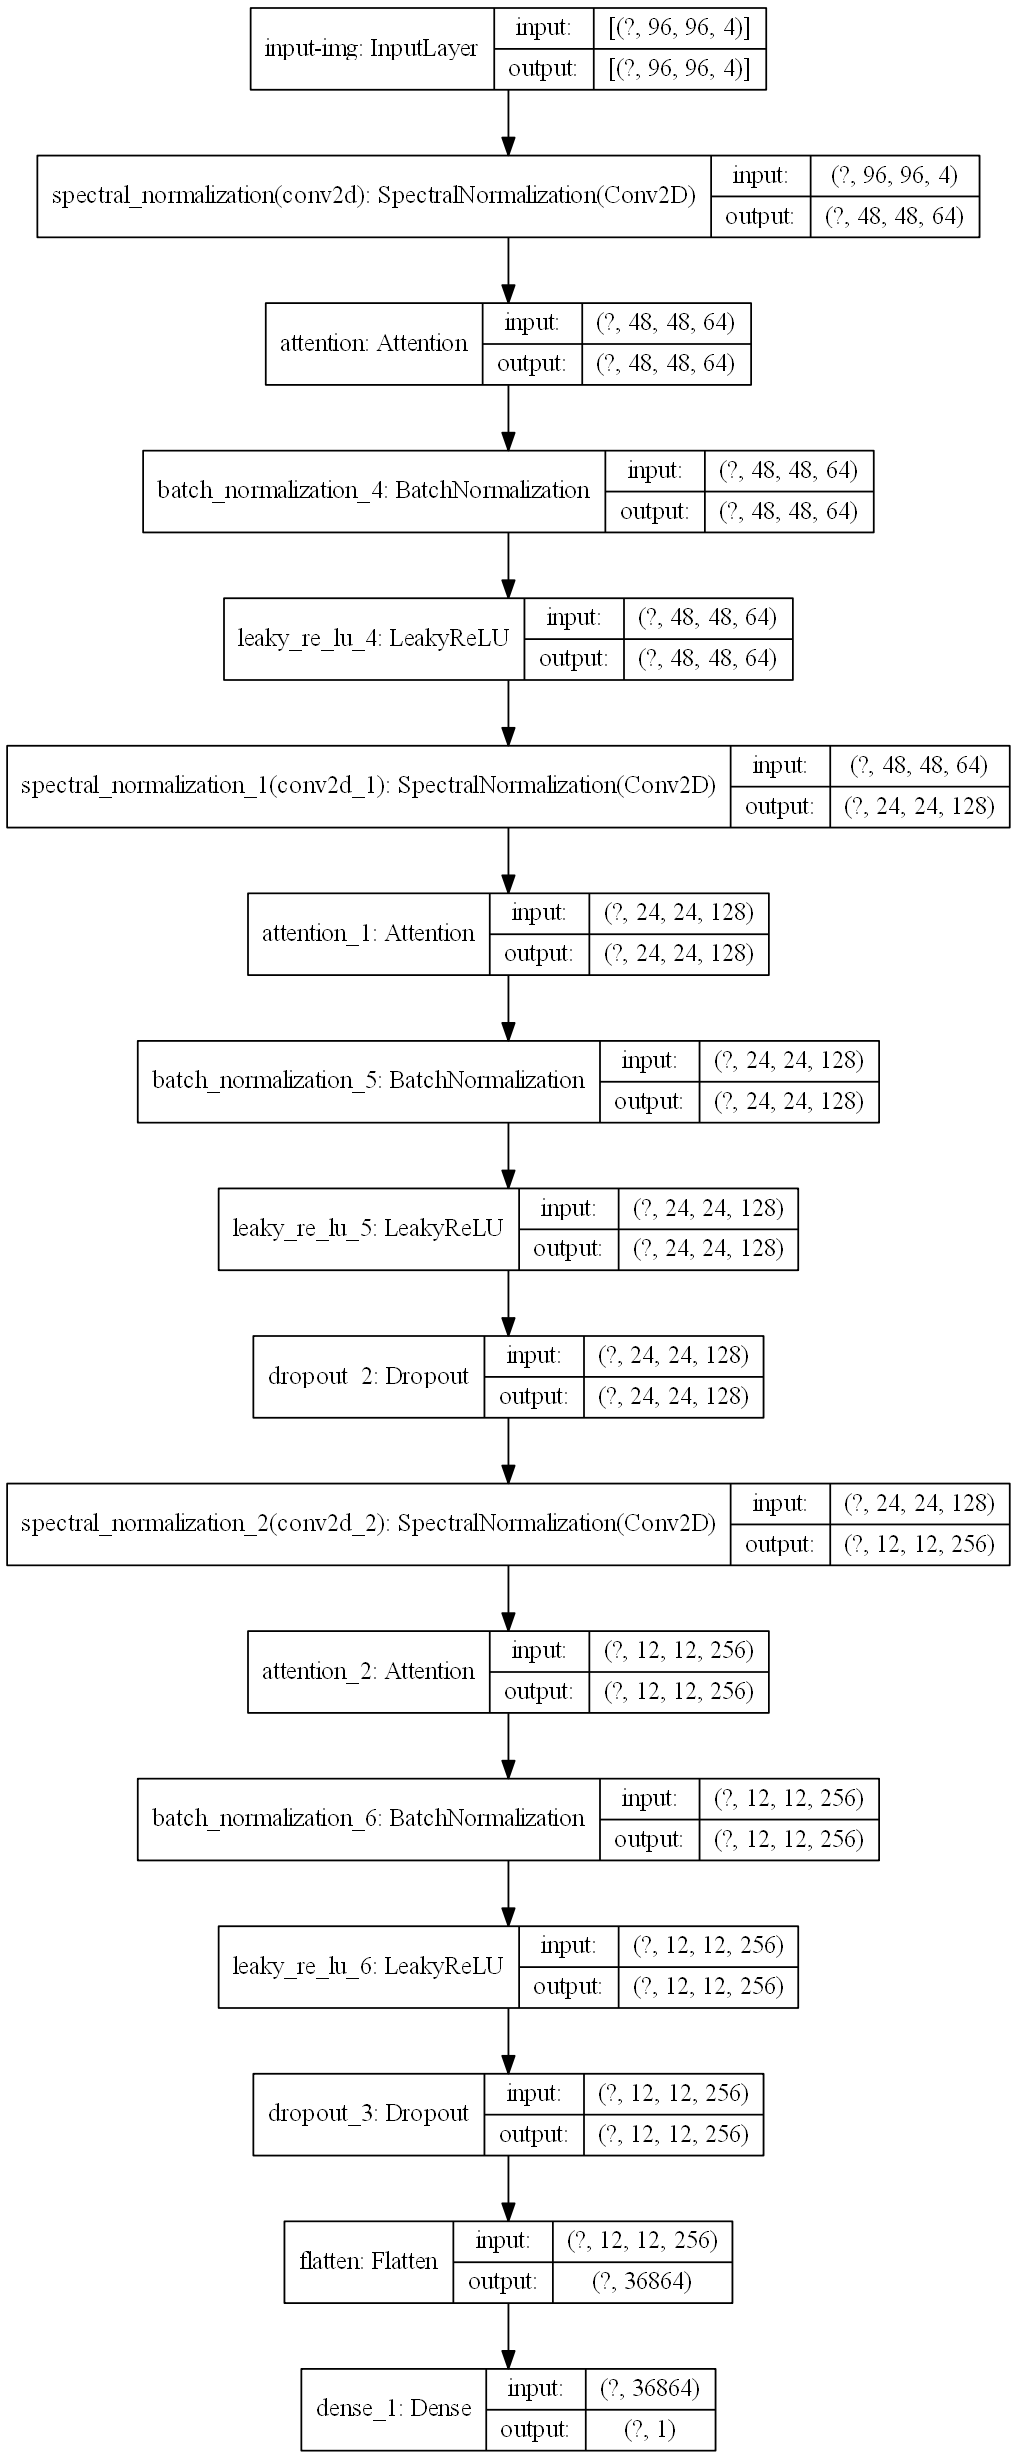 input-img: InputLayer
input: [(?, 96, 96, 4)]
output: [(?, 96, 96, 4)]
spectral_normalization(conv2d): SpectralNormalization(Conv2D)
input: (?, 96, 96, 4)
output: (?, 48, 48, 64)
attention: Attention
input: (?, 48, 48, 64)
output: (?, 48, 48, 64)
batch_normalization_4: BatchNormalization
input: (?, 48, 48, 64)
output: (?, 48, 48, 64)
leaky_re_lu_4: LeakyReLU
input: (?, 48, 48, 64)
output: (?, 48, 48, 64)
spectral_normalization_1(conv2d_1): SpectralNormalization(Conv2D)
input: (?, 48, 48, 64)
output: (?, 24, 24, 128)
attention_1: Attention
input: (?, 24, 24, 128)
output: (?, 24, 24, 128)
batch_normalization_5: BatchNormalization
input: (?, 24, 24, 128)
output: (?, 24, 24, 128)
leaky_re_lu_5: LeakyReLU
input: (?, 24, 24, 128)
output: (?, 24, 24, 128)
dropout_2: Dropout
input: (?, 24, 24, 128)
output: (?, 24, 24, 128)
spectral_normalization_2(conv2d_2): SpectralNormalization(Conv2D)
input: (?, 24, 24, 128)
output: (?, 12, 12, 256)
attention_2: Attention
input: (?, 12, 12, 256)
output: (?, 12, 12, 256)
batch_normalization_6: BatchNormalization
input: (?, 12, 12, 256)
output: (?, 12, 12, 256)
leaky_re_lu_6: LeakyReLU
input: (?, 12, 12, 256)
output: (?, 12, 12, 256)
dropout_3: Dropout
input: (?, 12, 12, 256)
output: (?, 12, 12, 256)
flatten: Flatten
input: (?, 12, 12, 256)
output: (?, 36864)
dense_1: Dense
input: (?, 36864)
output: (?, 1)